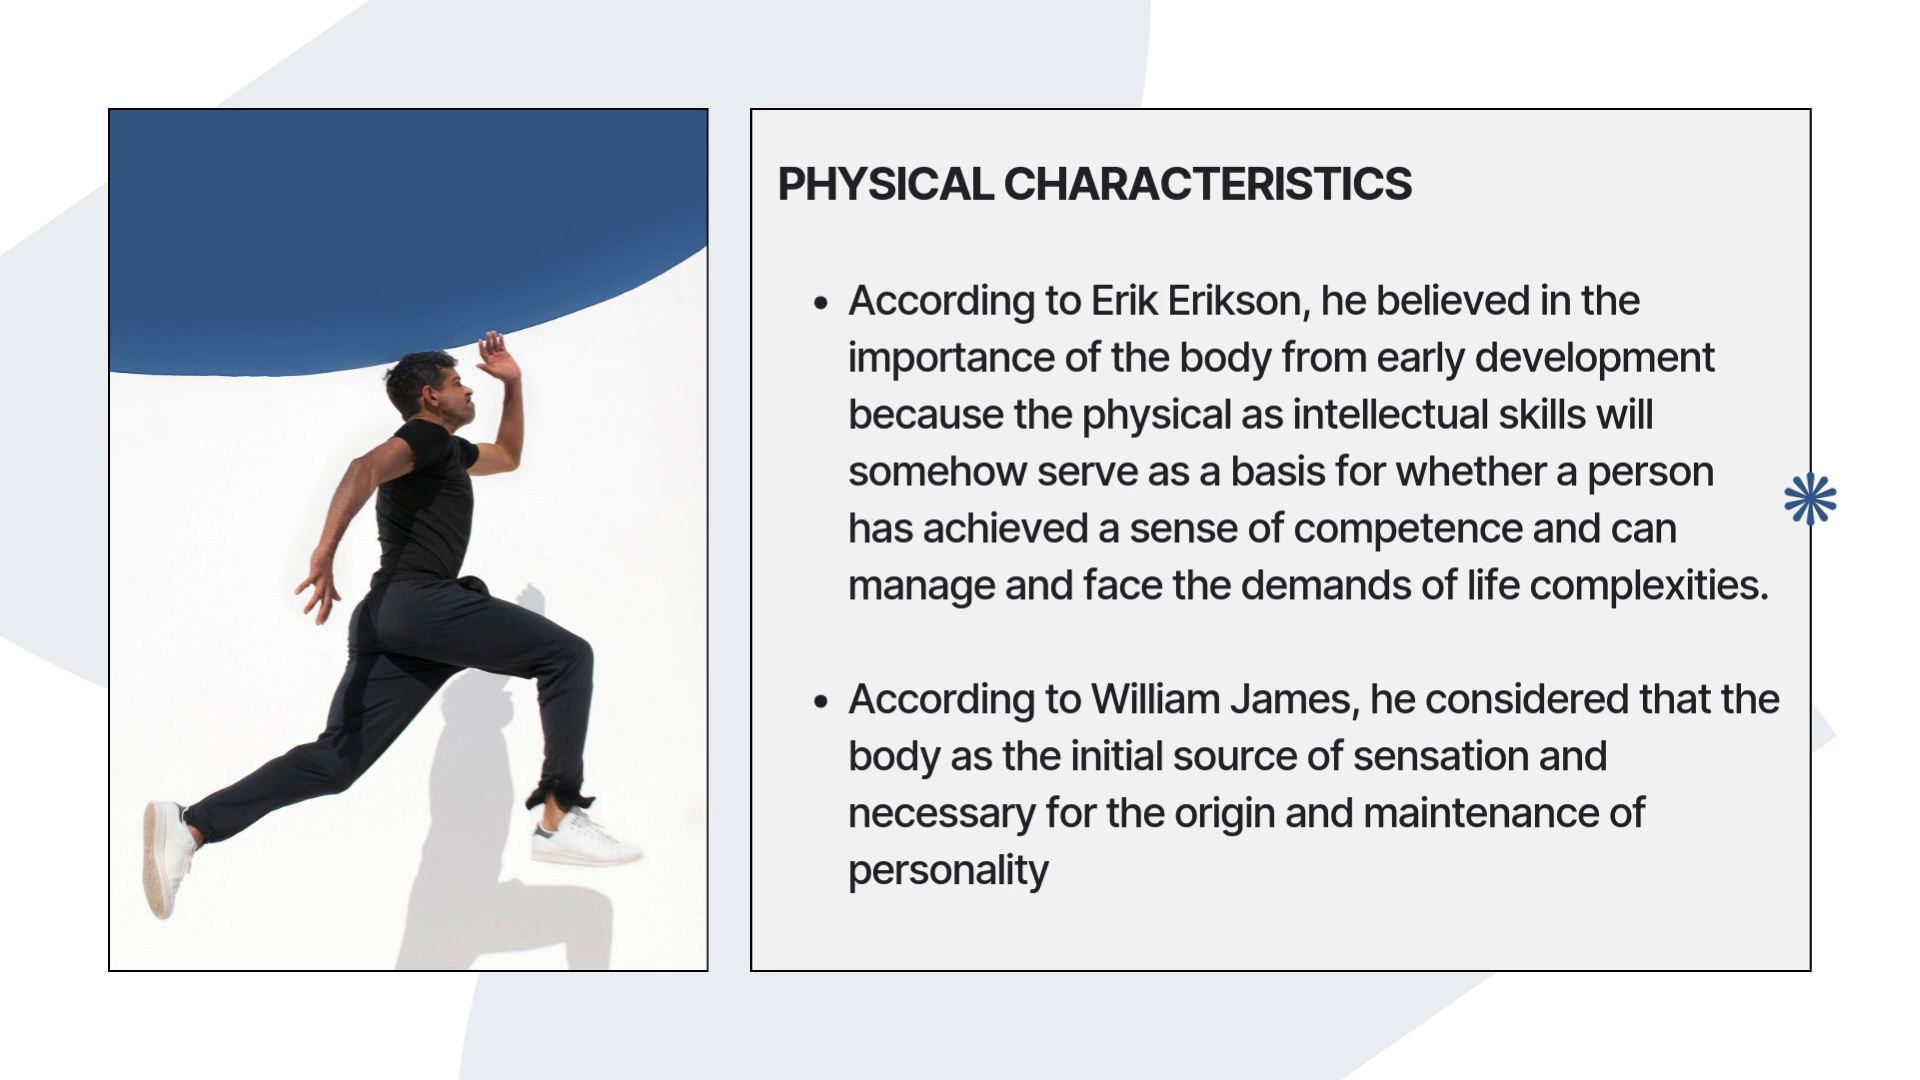 PHYSICAL CHARACTERISTICS
• According to Erik Erikson, he believed in the
importance of the body from early development
because the physical as intellectual skills will
somehow serve as a basis for whether a person
has achieved a sense of competence and can
manage and face the demands of life complexities.
• According to William James, he considered that the
body as the initial source of sensation and
necessary for the origin and maintenance of
personality